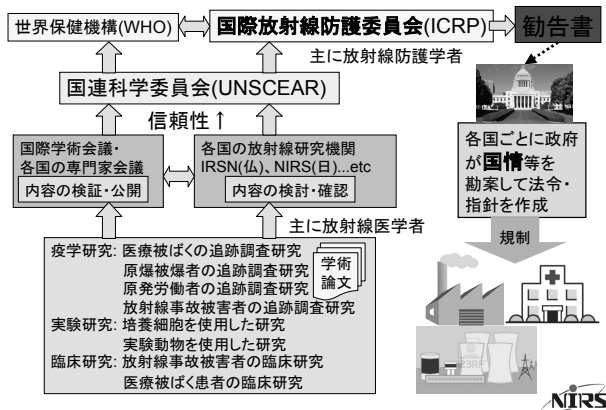 世界保健機構(WHO)
国際放射線防護委員会(ICRP)
勧告書
主に放射線防護学者
国連科学委員会(UNSCEAR)
信頼性↑
国際学術会議・
各国の専門家会議
内容の検証・公開
各国の放射線研究機関
IRSN(仏)、NIRS(日)...etc
内容の検討・確認
各国ごとに政府
が国情等を
勘案して法令・
指針を作成
規制
主に放射線医学者
疫学研究: 医療被ばくの追跡調査研究
原爆被爆者の追跡調査研究
原発労働者の追跡調査研究
放射線事故被害者の追跡調査研究
実験研究: 培養細胞を使用した研究
実験動物を使用した研究
臨床研究: 放射線事故被害者の臨床研究
医療被ばく患者の臨床研究
学術
論文
NIRS